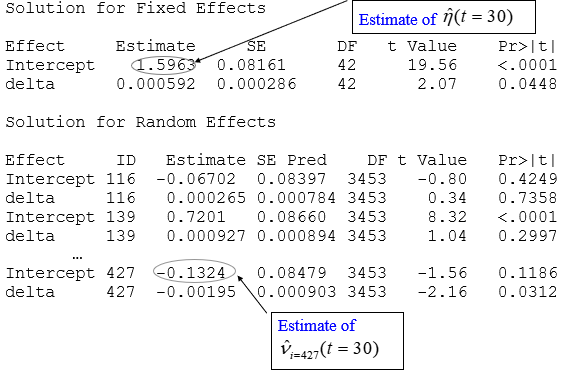 Solution for Fixed Effects
Estimate of η̂(t = 30)
Effect Estimate SE DF t Value Pr>|t|
Intercept 1.5963 0.08161 42 19.56 <.0001
delta 0.000592 0.000286 42 2.07 0.0448
Solution for Random Effects
Effect ID Estimate SE Pred DF t Value Pr>|t|
Intercept 116 -0.06702 0.08397 3453 -0.80 0.4249
delta 116 0.000265 0.000784 3453 0.34 0.7358
Intercept 139 0.7201 0.08660 3453 8.32 <.0001
delta 139 0.000927 0.000894 3453 1.04 0.2997
…
Intercept 427 -0.1324 0.08479 3453 -1.56 0.1186
delta 427 -0.00195 0.000903 3453 -2.16 0.0312
Estimate of
ν̂i=427(t = 30)